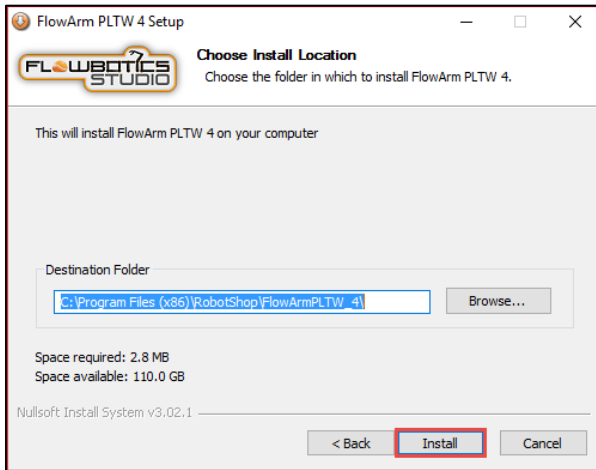 FlowArm PLTW 4 Setup
FLOWBOTICS
STUDIO
Choose Install Location
Choose the folder in which to install FlowArm PLTW 4.
This will install FlowArm PLTW 4 on your computer
Destination Folder
C:\Program Files (x86)\RobotShop\FlowArmPLTW_4\
Browse...
Space required: 2.8 MB
Space available: 110.0 GB
Nullsoft Install System v3.02.1
< Back
Install
Cancel